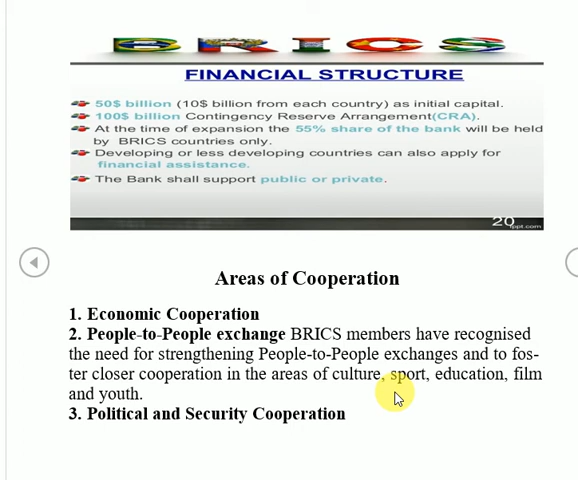 BRICS
FINANCIAL STRUCTURE
50$ billion (10$ billion from each country) as initial capital.
100$ billion Contingency Reserve Arrangement(CRA).
At the time of expansion the 55% share of the bank will be held
by BRICS countries only.
Developing or less developing countries can also apply for
financial assistance.
The Bank shall support public or private.
20
ppt.com
Areas of Cooperation
1. Economic Cooperation
2. People-to-People exchange BRICS members have recognised
the need for strengthening People-to-People exchanges and to fos-
ter closer cooperation in the areas of culture, sport, education, film
and youth.
3. Political and Security Cooperation